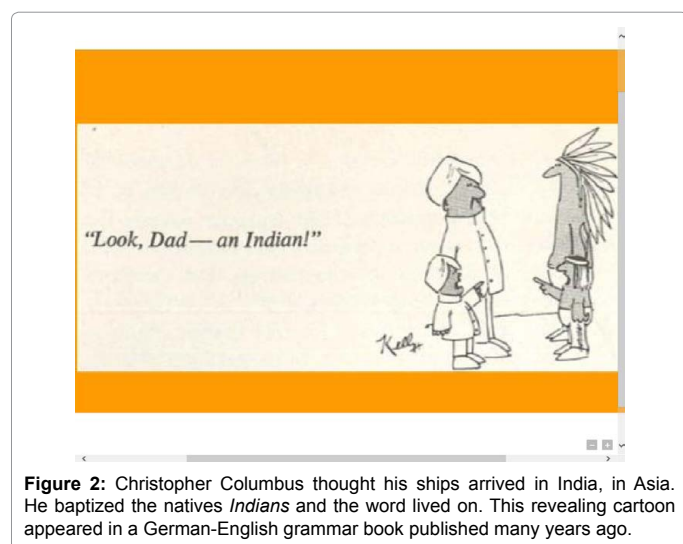 "Look, Dad — an Indian!"
Kelly
Figure 2: Christopher Columbus thought his ships arrived in India, in Asia.
He baptized the natives Indians and the word lived on. This revealing cartoon
appeared in a German-English grammar book published many years ago.